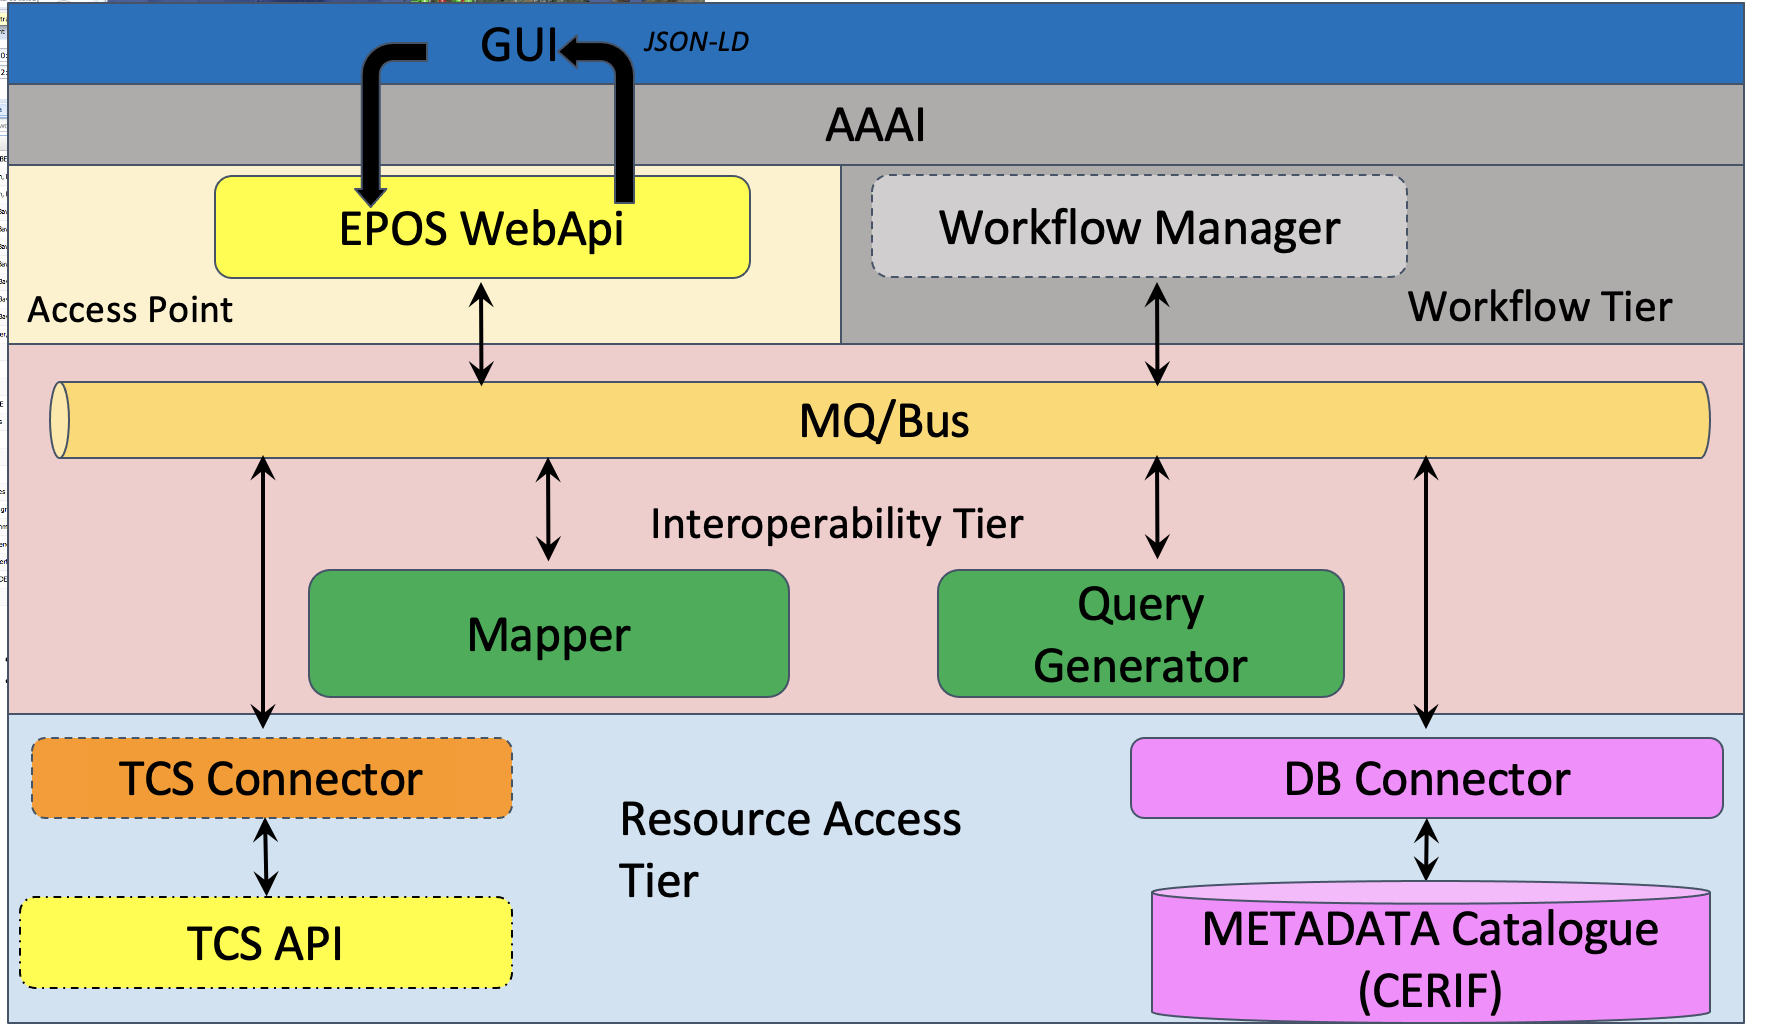 GUI
JSON-LD
AAAI
EPOS WebApi
Workflow Manager
Access Point
Workflow Tier
MQ/Bus
Interoperability Tier
Mapper
Query
Generator
TCS Connector
DB Connector
Resource Access
Tier
TCS API
METADATA Catalogue
(CERIF)